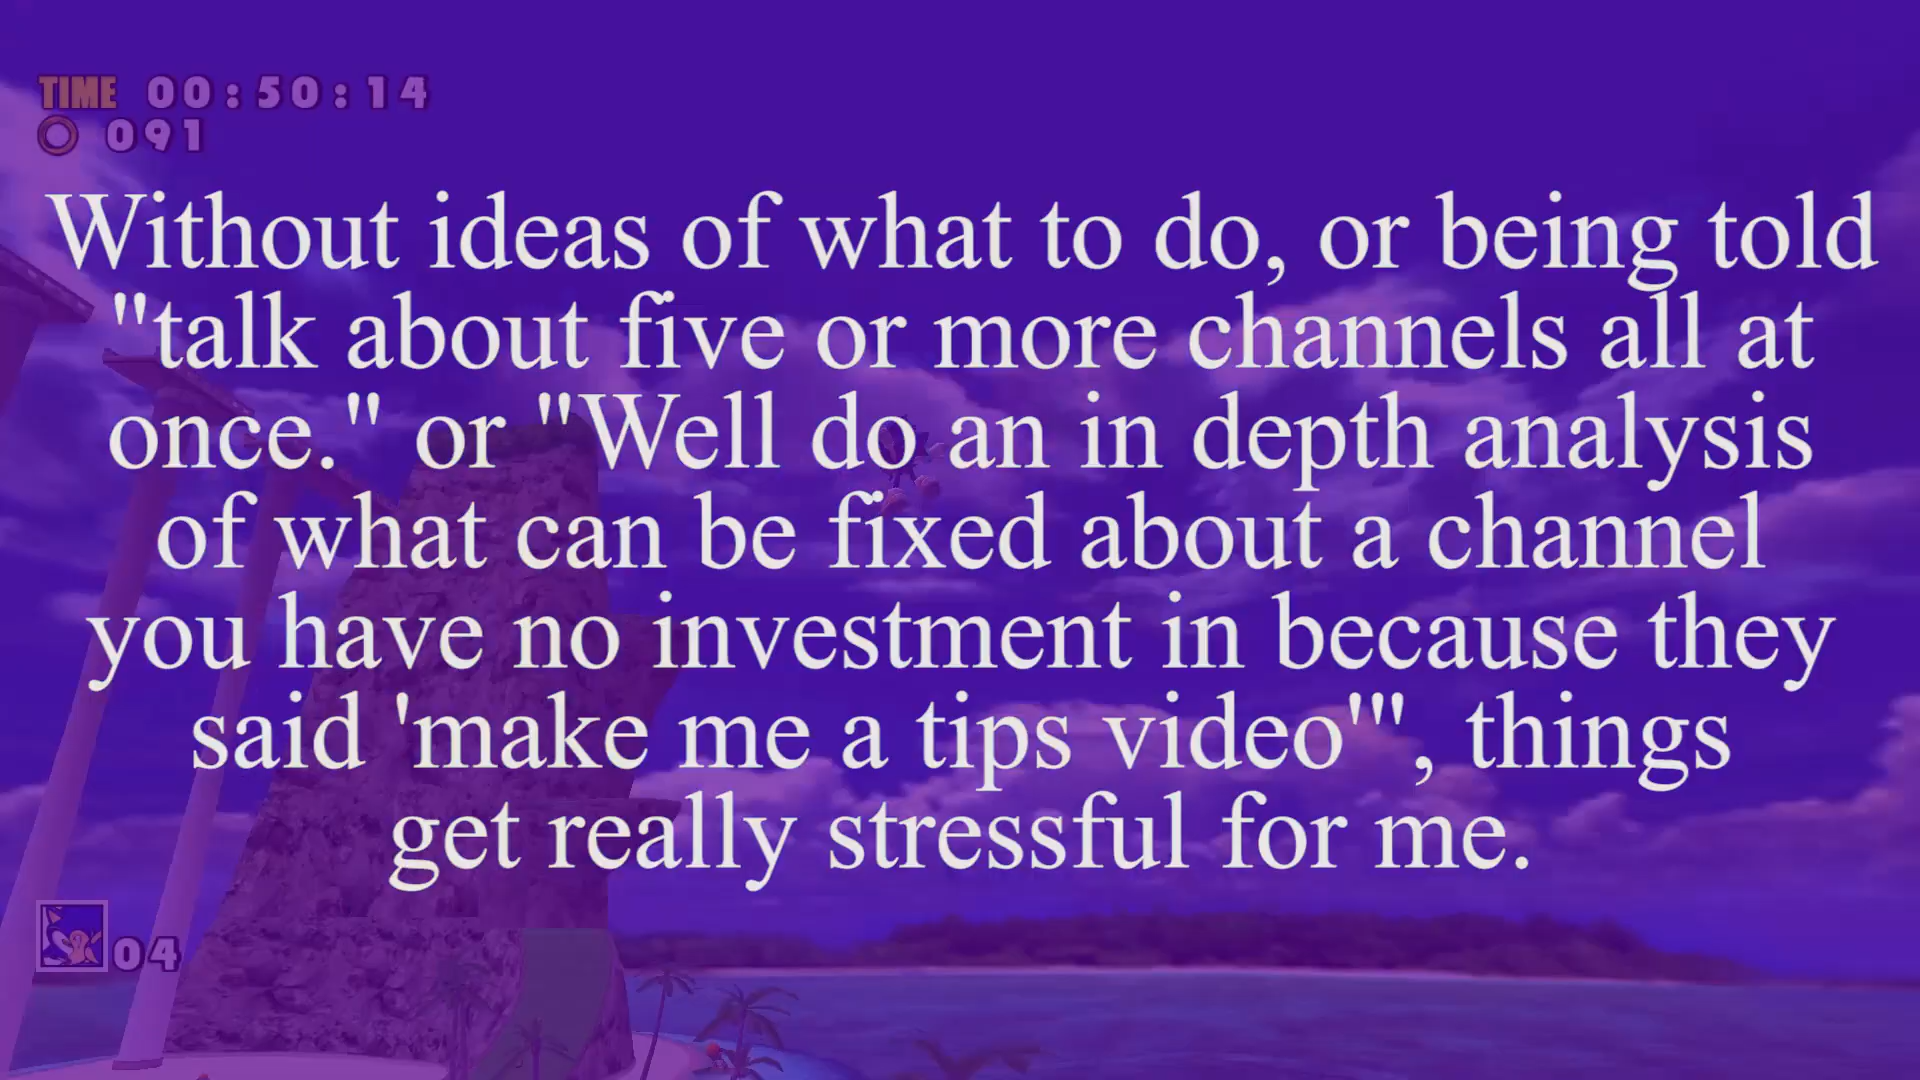 TIME 00:50:14
091
Without ideas of what to do, or being told
"talk about five or more channels all at
once." or "Well do an in depth analysis
of what can be fixed about a channel
you have no investment in because they
said 'make me a tips video'", things
get really stressful for me.
04